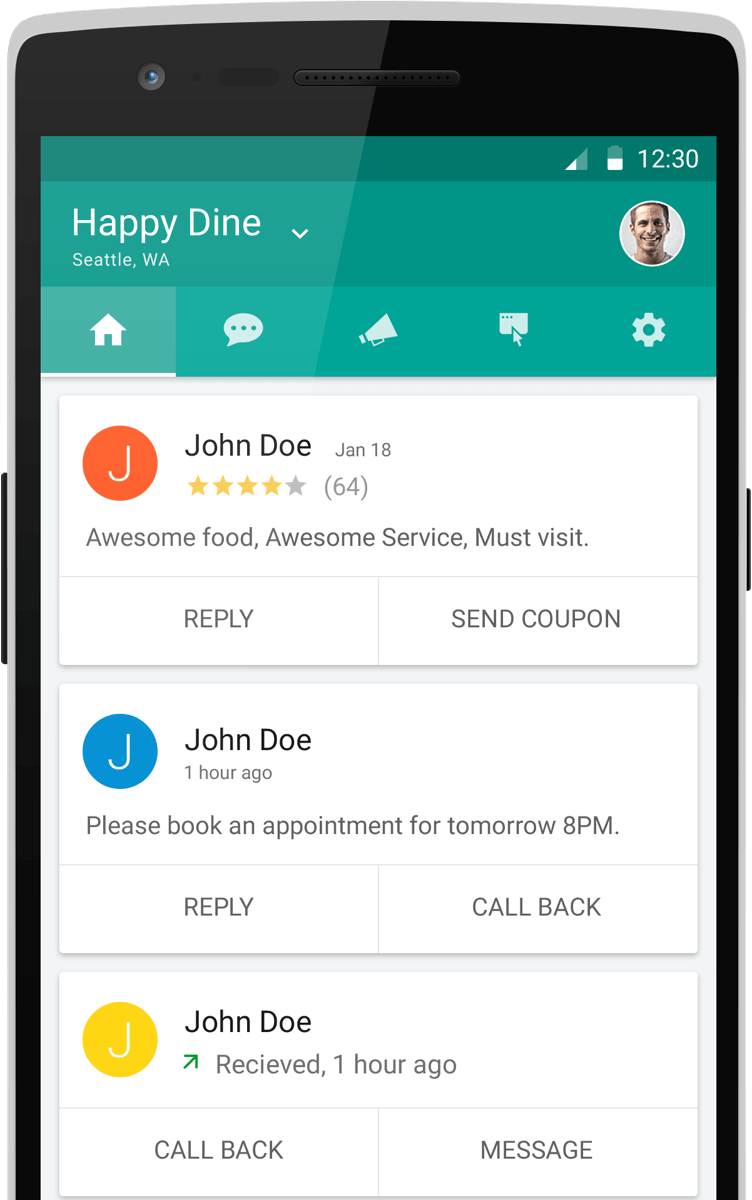 12:30
Happy Dine
Seattle, WA
J
John Doe Jan 18
(64)
Awesome food, Awesome Service, Must visit.
REPLY SEND COUPON
J
John Doe
1 hour ago
Please book an appointment for tomorrow 8PM.
REPLY CALL BACK
J
John Doe
Recieved, 1 hour ago
CALL BACK MESSAGE